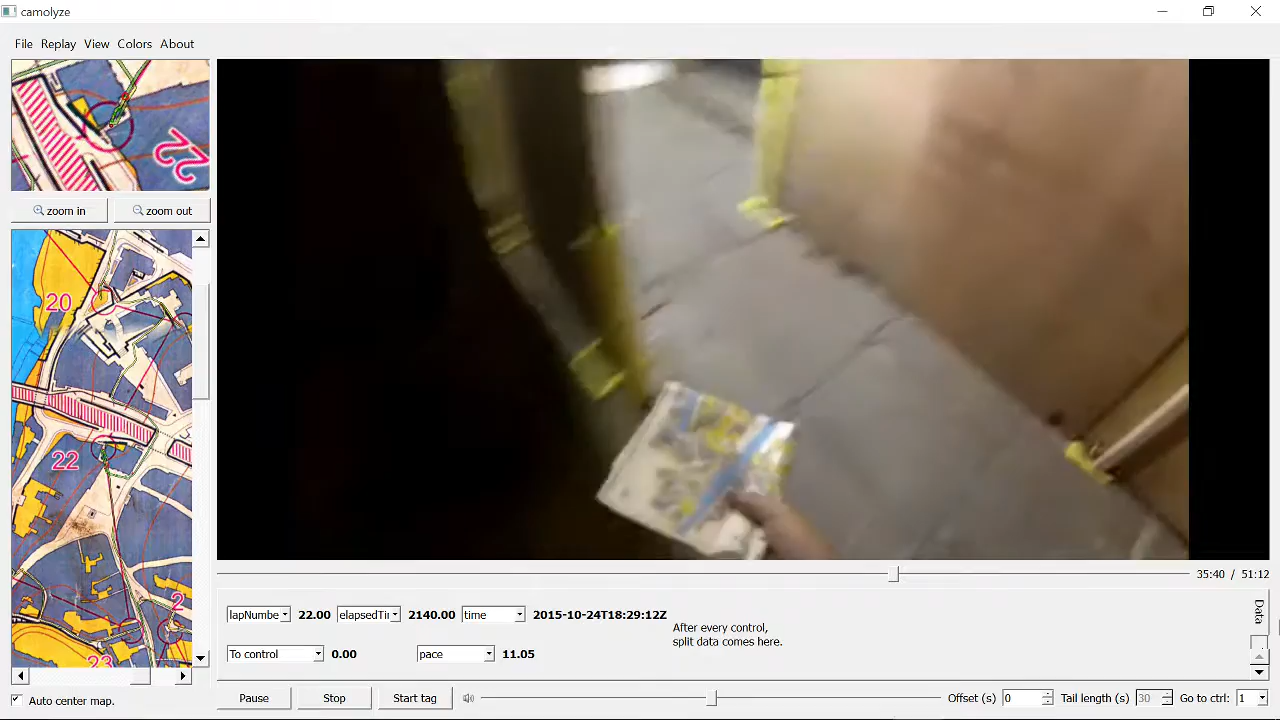 camolyze
File Replay View Colors About
22
zoom in zoom out
20
22
2
23
35:40 / 51:12
lapNumbe 22.00 elapsedTi 2140.00 time 2015-10-24T18:29:12Z
After every control,
split data comes here.
Data
To control 0.00 pace 11.05
Auto center map.
Pause Stop Start tag Offset (s) 0 Tail length (s) 30 Go to ctrl: 1